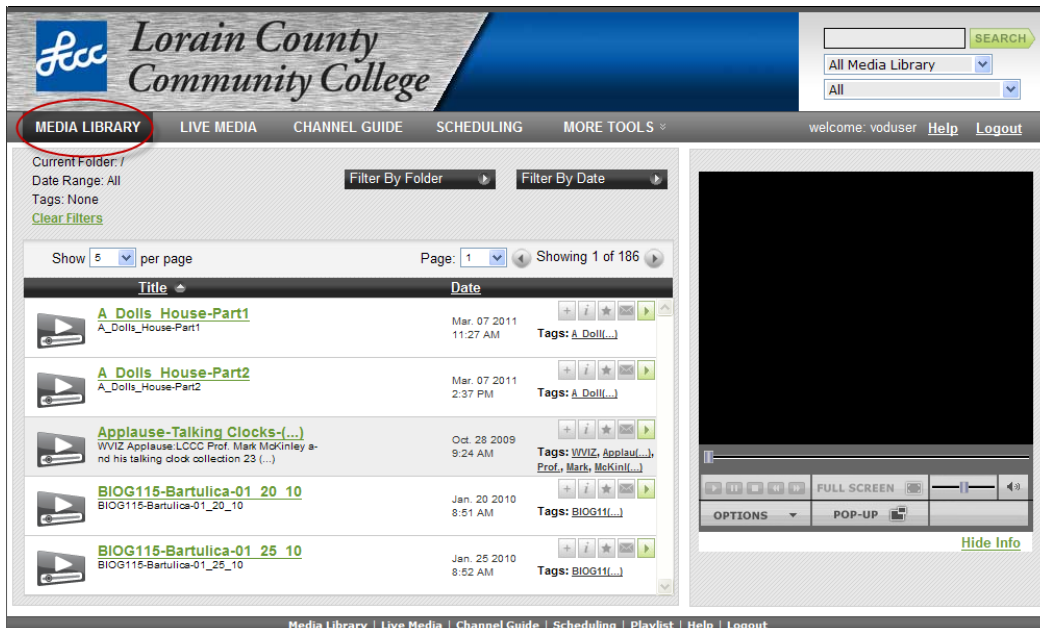 lccc
Lorain County
Community College
SEARCH
All Media Library
All
MEDIA LIBRARY LIVE MEDIA CHANNEL GUIDE SCHEDULING MORE TOOLS
welcome: voduser Help Logout
Current Folder: /
Date Range: All
Tags: None
Clear Filters
Filter By Folder
Filter By Date
Show 5 per page
Page: 1 Showing 1 of 186
Title Date
A_Dolls_House-Part1
A_Dolls_House-Part1
Mar. 07 2011
11:27 AM
Tags: A_Doll(...)
A_Dolls_House-Part2
A_Dolls_House-Part2
Mar. 07 2011
2:37 PM
Tags: A_Doll(...)
Applause-Talking Clocks-(...)
WVIZ Applause:LCCC Prof. Mark McKinley a-
nd his talking clock collection 23 (...)
Oct. 28 2009
9:24 AM
Tags: WVIZ, Applau(...),
Prof., Mark, McKinl(...)
BIOG115-Bartulica-01_20_10
BIOG115-Bartulica-01_20_10
Jan. 20 2010
8:51 AM
Tags: BIOG11(...)
BIOG115-Bartulica-01_25_10
BIOG115-Bartulica-01_25_10
Jan. 25 2010
8:52 AM
Tags: BIOG11(...)
FULL SCREEN
OPTIONS POP-UP
Hide Info
Media Library | Live Media | Channel Guide | Scheduling | Playlist | Help | Logout